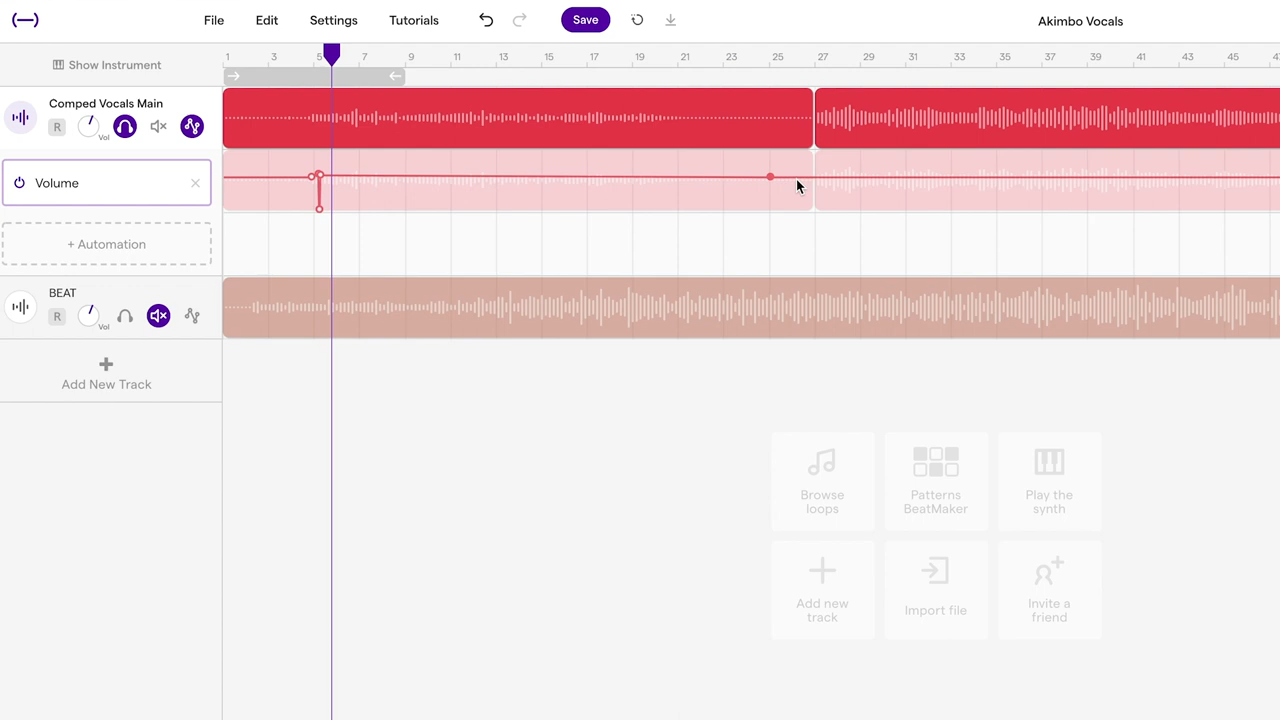 File Edit Settings Tutorials Save Akimbo Vocals
Show Instrument 1 3 5 7 9 11 13 15 17 19 21 23 25 27 29 31 33 35 37 39 41 43 45
Comped Vocals Main
R Vol
Volume
+ Automation
BEAT
R Vol
Add New Track
Browse loops
Patterns BeatMaker
Play the synth
Add new track
Import file
Invite a friend